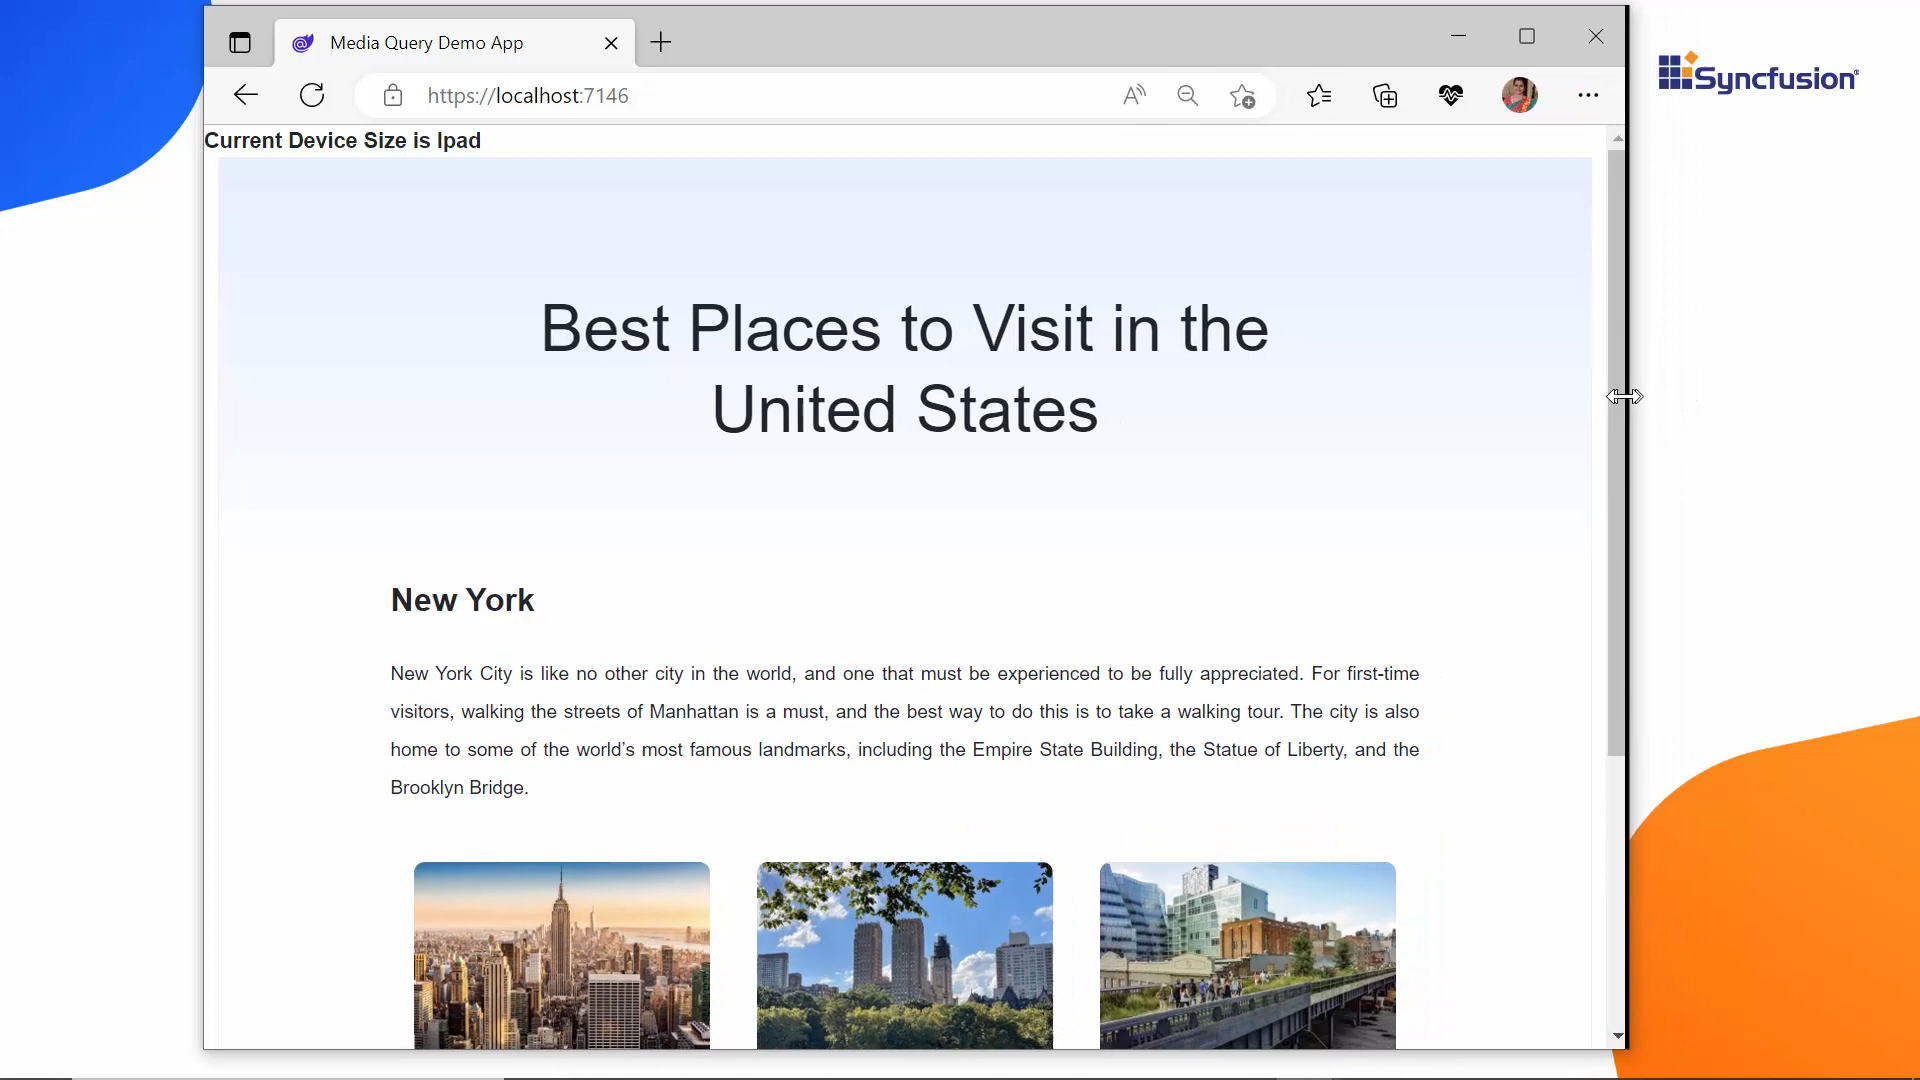 Media Query Demo App
https://localhost:7146
Syncfusion®
Current Device Size is Ipad
Best Places to Visit in the
United States
New York
New York City is like no other city in the world, and one that must be experienced to be fully appreciated. For first-time
visitors, walking the streets of Manhattan is a must, and the best way to do this is to take a walking tour. The city is also
home to some of the world’s most famous landmarks, including the Empire State Building, the Statue of Liberty, and the
Brooklyn Bridge.